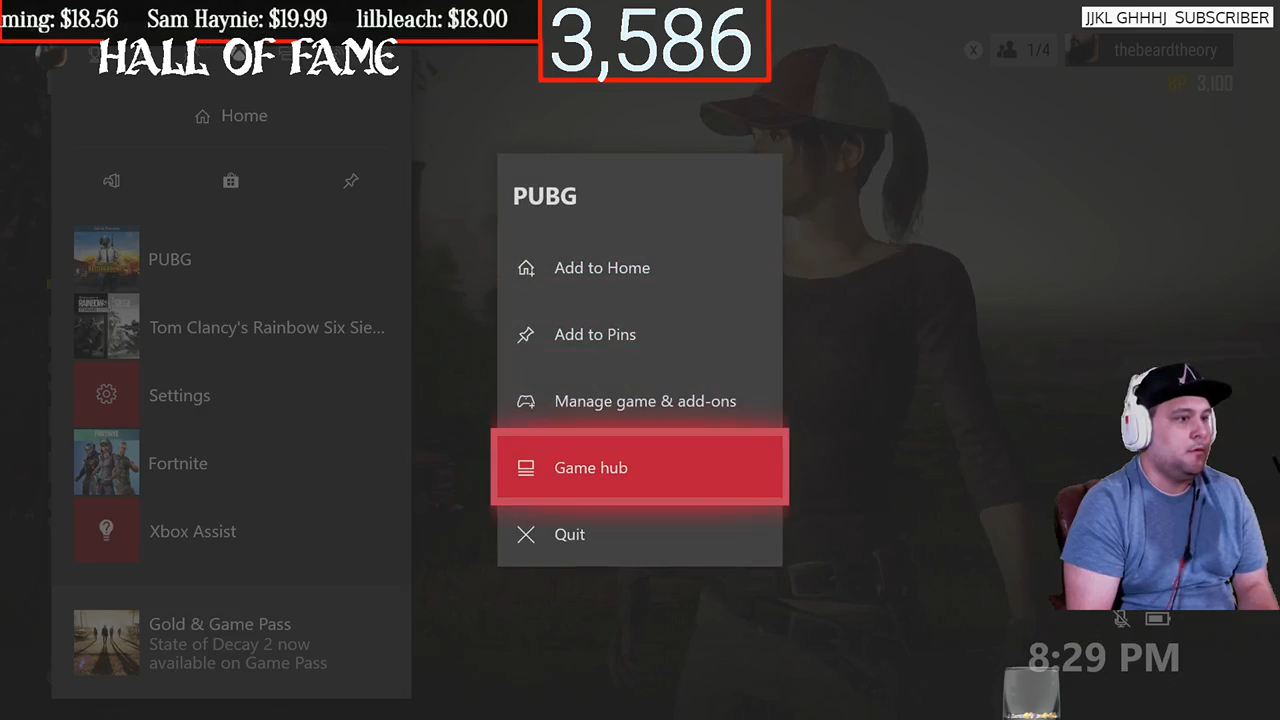 ming: $18.56 Sam Haynie: $19.99 lilbleach: $18.00
3,586
JJKL GHHHJ SUBSCRIBER
HALL OF FAME
X 1/4 thebeardtheory
BP 3,100
Home
PUBG
Tom Clancy's Rainbow Six Sie...
Settings
Fortnite
Xbox Assist
Gold & Game Pass
State of Decay 2 now
available on Game Pass
PUBG
Add to Home
Add to Pins
Manage game & add-ons
Game hub
Quit
8:29 PM